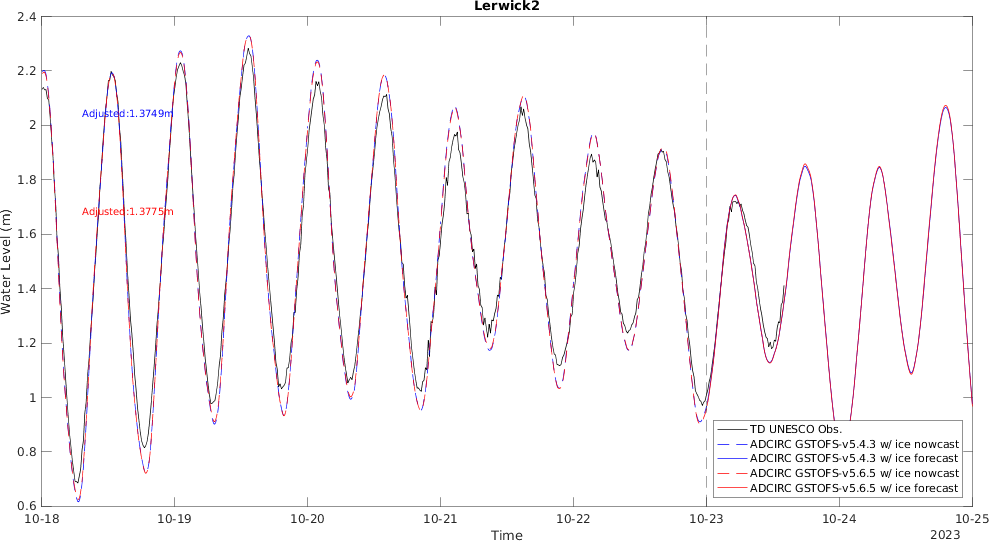 Lerwick2
2.4
2.2
2
1.8
1.6
1.4
1.2
1
0.8
0.6
Water Level (m)
Adjusted:1.3749m
Adjusted:1.3775m
TD UNESCO Obs.
ADCIRC GSTOFS-v5.4.3 w/ ice nowcast
ADCIRC GSTOFS-v5.4.3 w/ ice forecast
ADCIRC GSTOFS-v5.6.5 w/ ice nowcast
ADCIRC GSTOFS-v5.6.5 w/ ice forecast
10-18 10-19 10-20 10-21 10-22 10-23 10-24 10-25
Time
2023